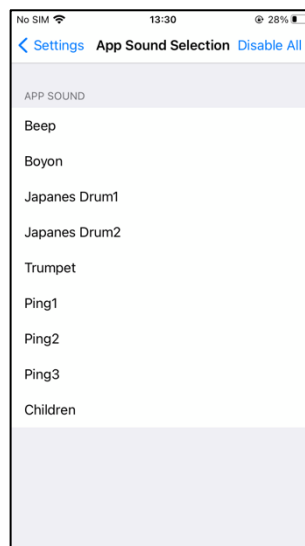 No SIM 13:30 28%
Settings App Sound Selection Disable All
APP SOUND
Beep
Boyon
Japanes Drum1
Japanes Drum2
Trumpet
Ping1
Ping2
Ping3
Children